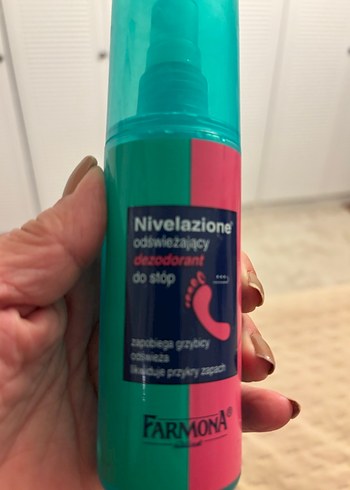 Nivelazione®
odświeżający
dezodorant
do stóp
zapobiega grzybicy
odświeża
likwiduje przykry zapach
FARMONA®